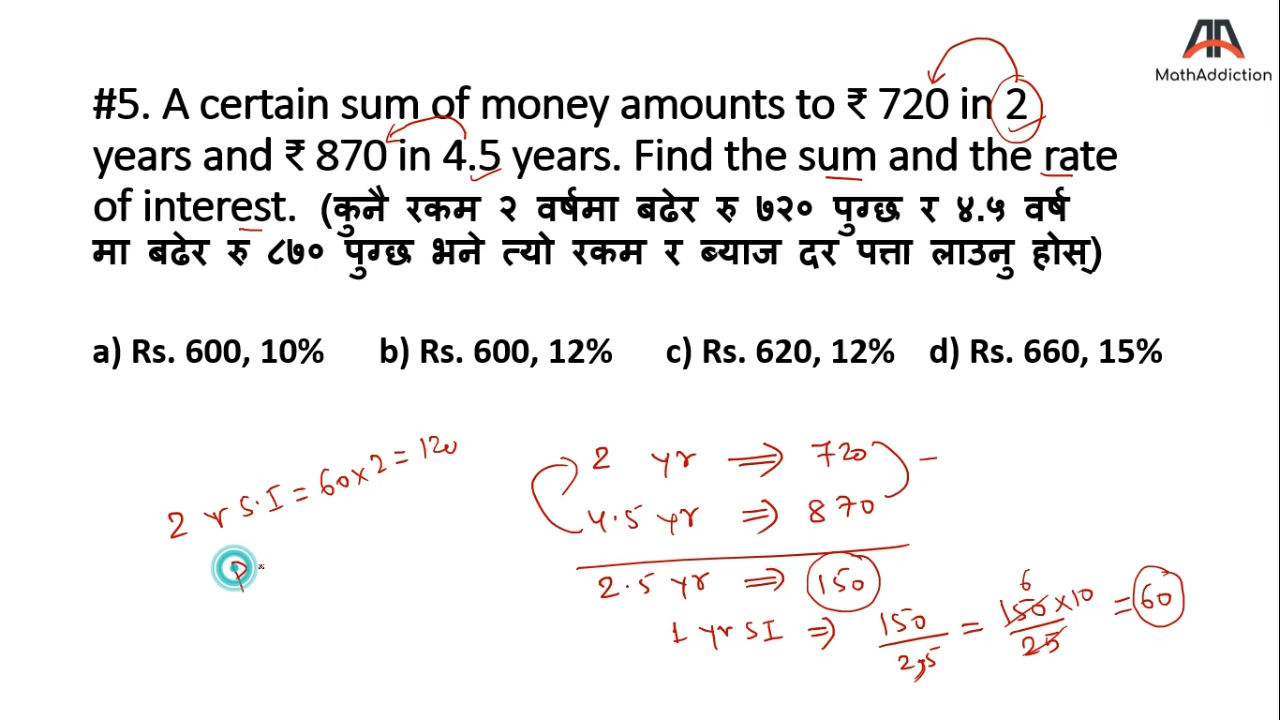 MathAddiction
#5. A certain sum of money amounts to ₹ 720 in 2
years and ₹ 870 in 4.5 years. Find the sum and the rate
of interest. (कुनै रकम २ वर्षमा बढेर रु ७२० पुग्छ र ४.५ वर्ष
मा बढेर रु ८७० पुग्छ भने त्यो रकम र ब्याज दर पत्ता लाउनु होस्)
a) Rs. 600, 10% b) Rs. 600, 12% c) Rs. 620, 12% d) Rs. 660, 15%
2 yr S.I = 60 x 2 = 120
P
2 yr ⇒ 720 -
4.5 yr ⇒ 870
2.5 yr ⇒ 150
1 yr SI ⇒ 150/2.5 = 150 x 10/25 = 60
6